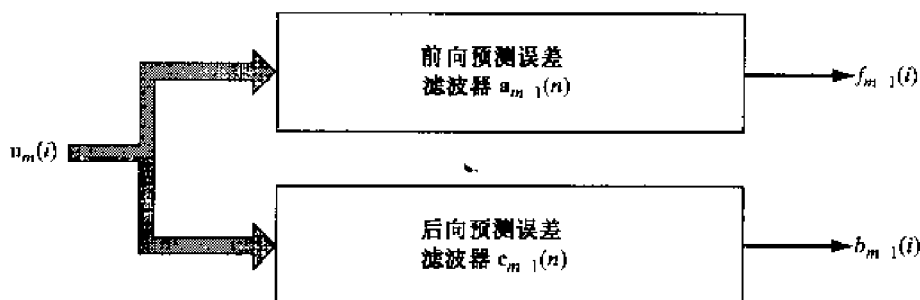 前向预测误差
滤波器 a_{m-1}(n)
f_{m-1}(i)
u_m(i)
后向预测误差
滤波器 c_{m-1}(n)
b_{m-1}(i)